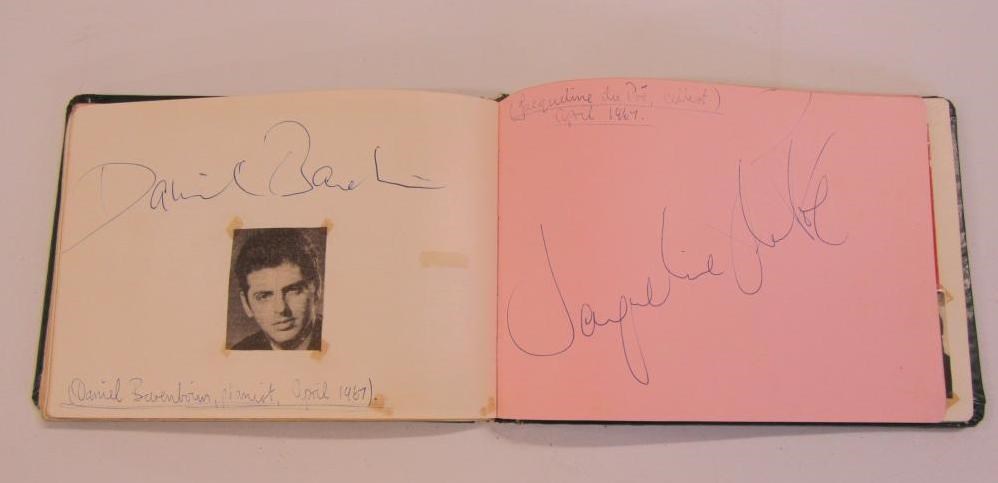 Daniel Barenboim
(Daniel Barenboim, pianist, April 1967).
(Jacqueline du Pré, cellist)
April 1967.
Jacqueline du Pré